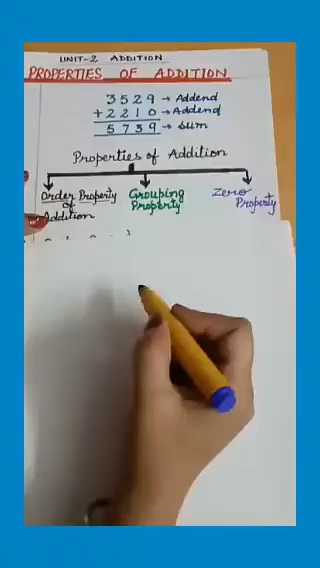 UNIT-2 ADDITION
PROPERTIES OF ADDITION
3529 → Addend
+2210 → Addend
5739 → Sum
Properties of Addition
Order Property of Addition
Grouping Property
Zero Property